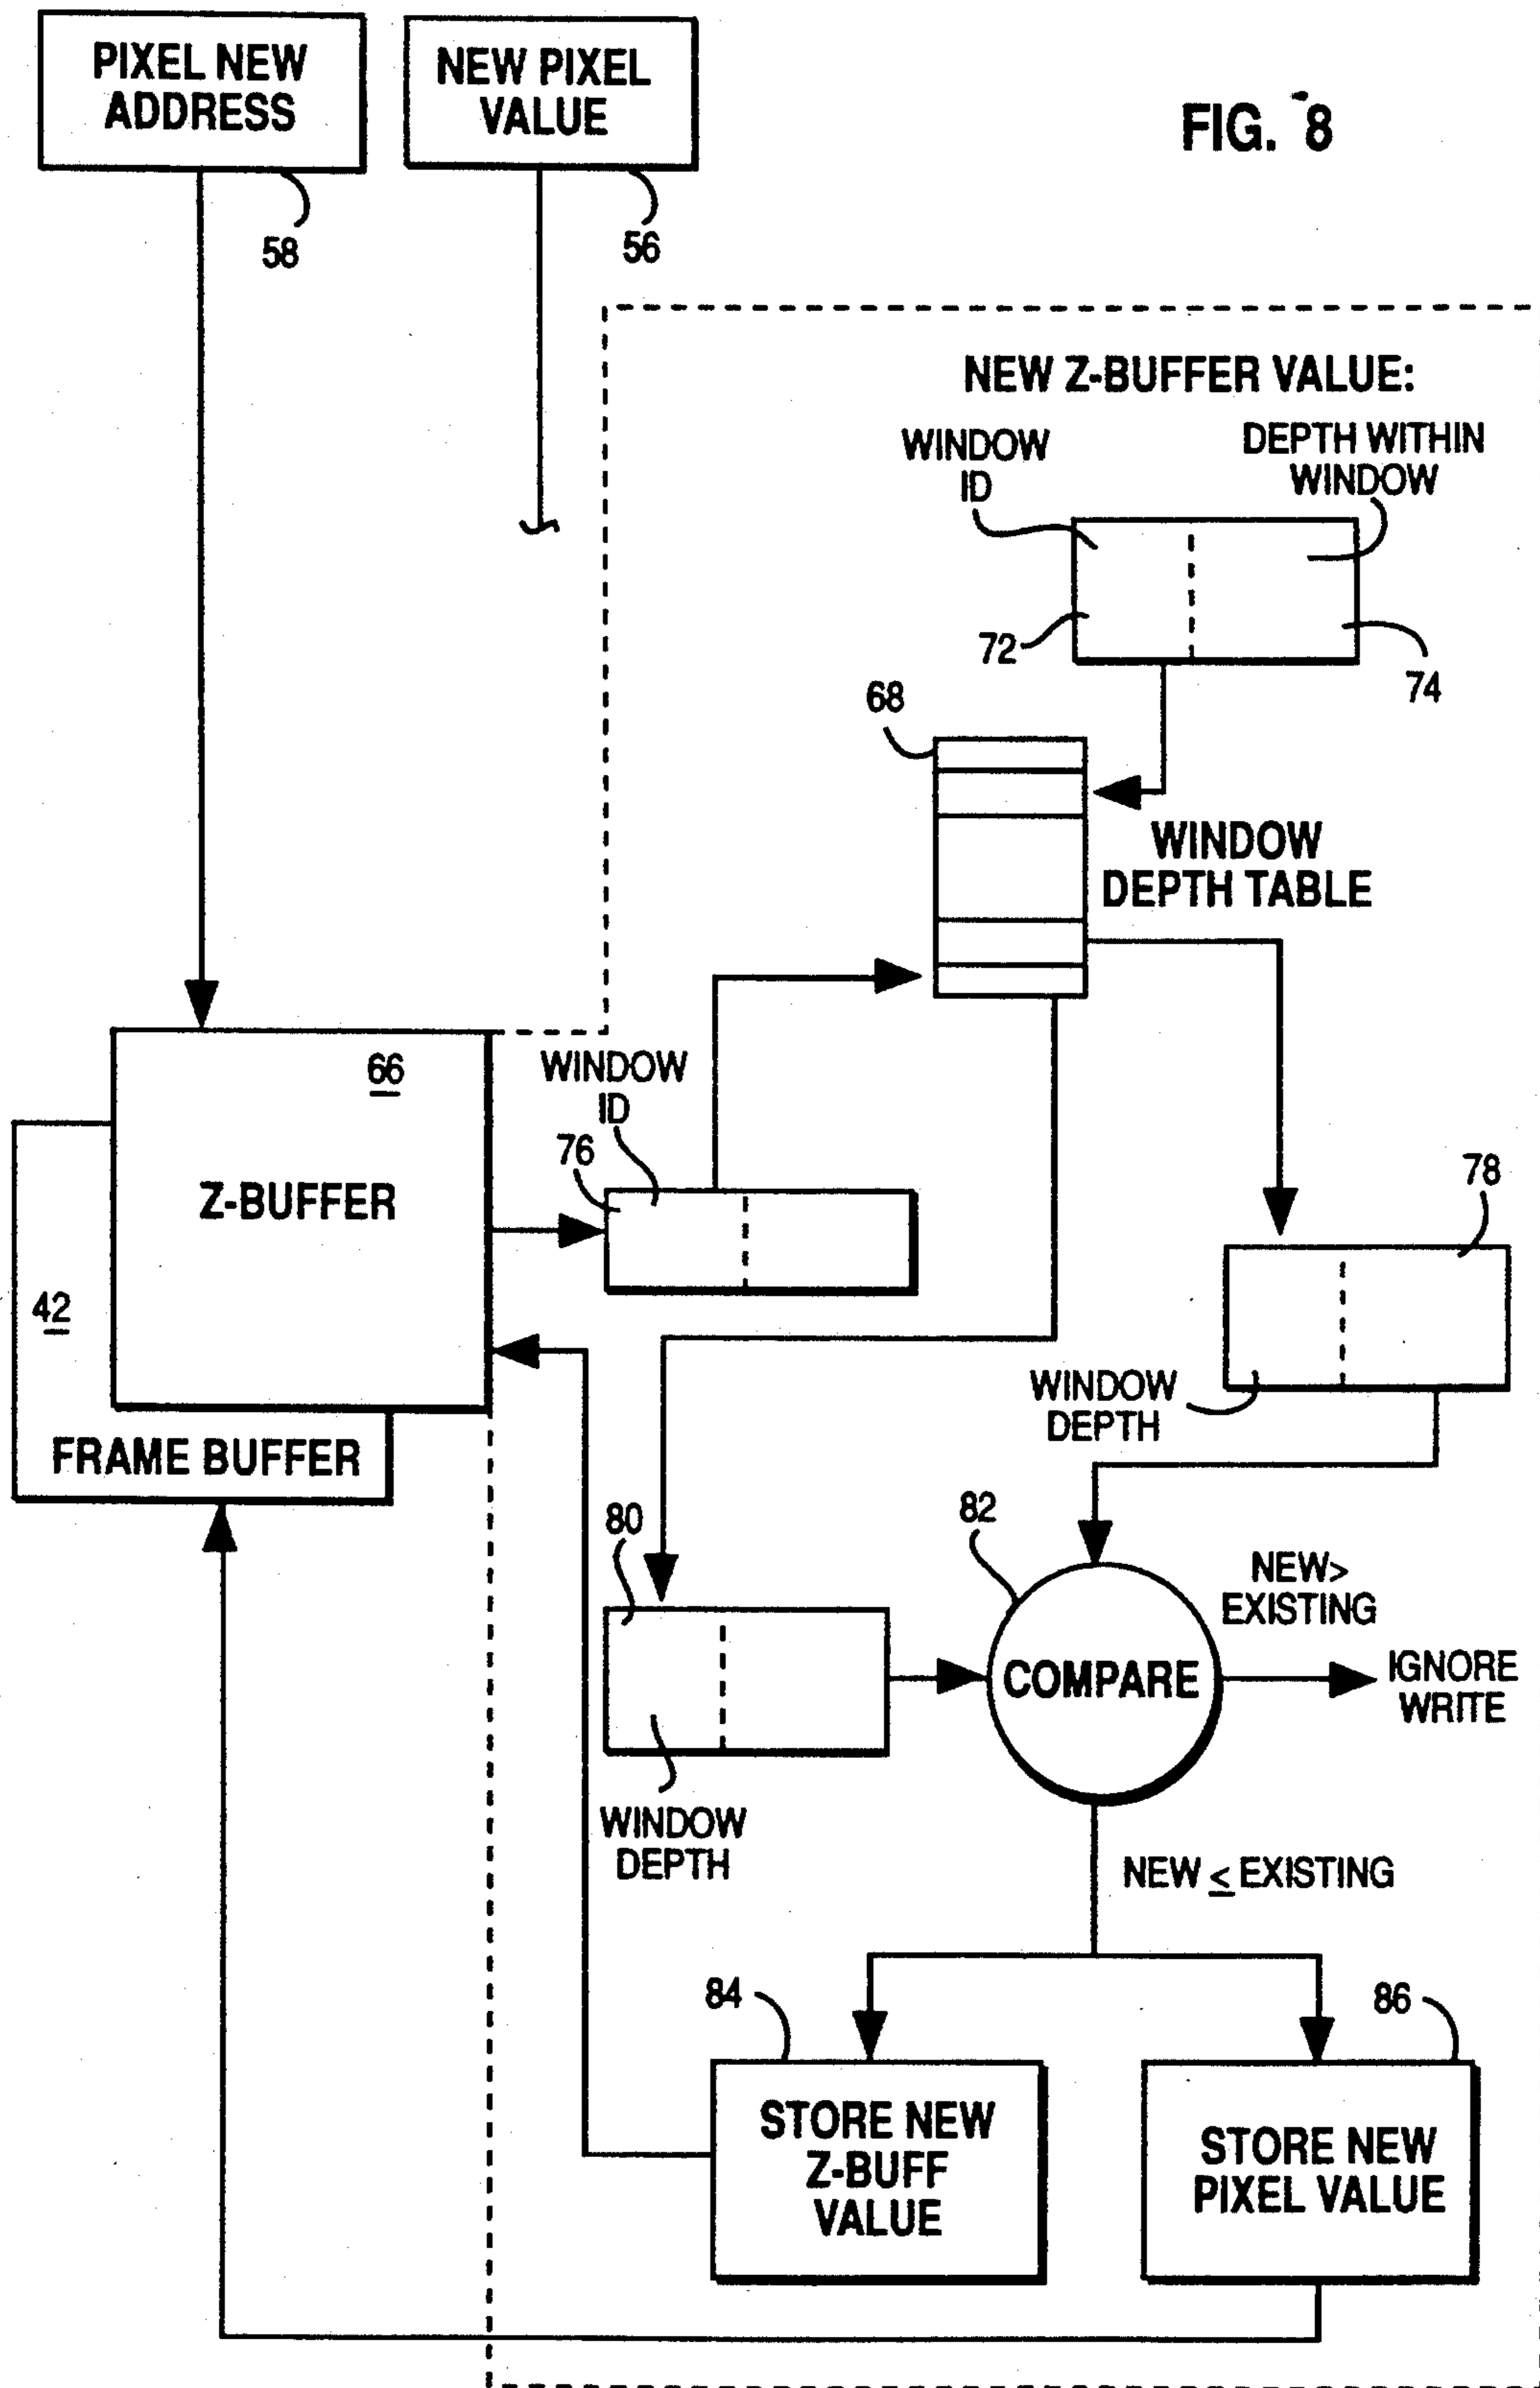 PIXEL NEW
ADDRESS
58
NEW PIXEL
VALUE
56
FIG. 8
NEW Z-BUFFER VALUE:
WINDOW
ID
DEPTH WITHIN
WINDOW
72
74
68
WINDOW
DEPTH TABLE
66
Z-BUFFER
42
FRAME BUFFER
WINDOW
ID
76
78
WINDOW
DEPTH
80
WINDOW
DEPTH
82
COMPARE
NEW>
EXISTING
IGNORE
WRITE
NEW ≤ EXISTING
84
STORE NEW
Z-BUFF
VALUE
86
STORE NEW
PIXEL VALUE